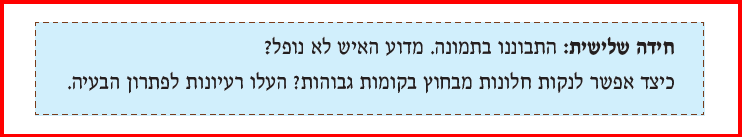 חידה שלישית: התבוננו בתמונה. מדוע האיש לא נופל?
כיצד אפשר לנקות חלונות מבחוץ בקומות גבוהות? העלו רעיונות לפתרון הבעיה.